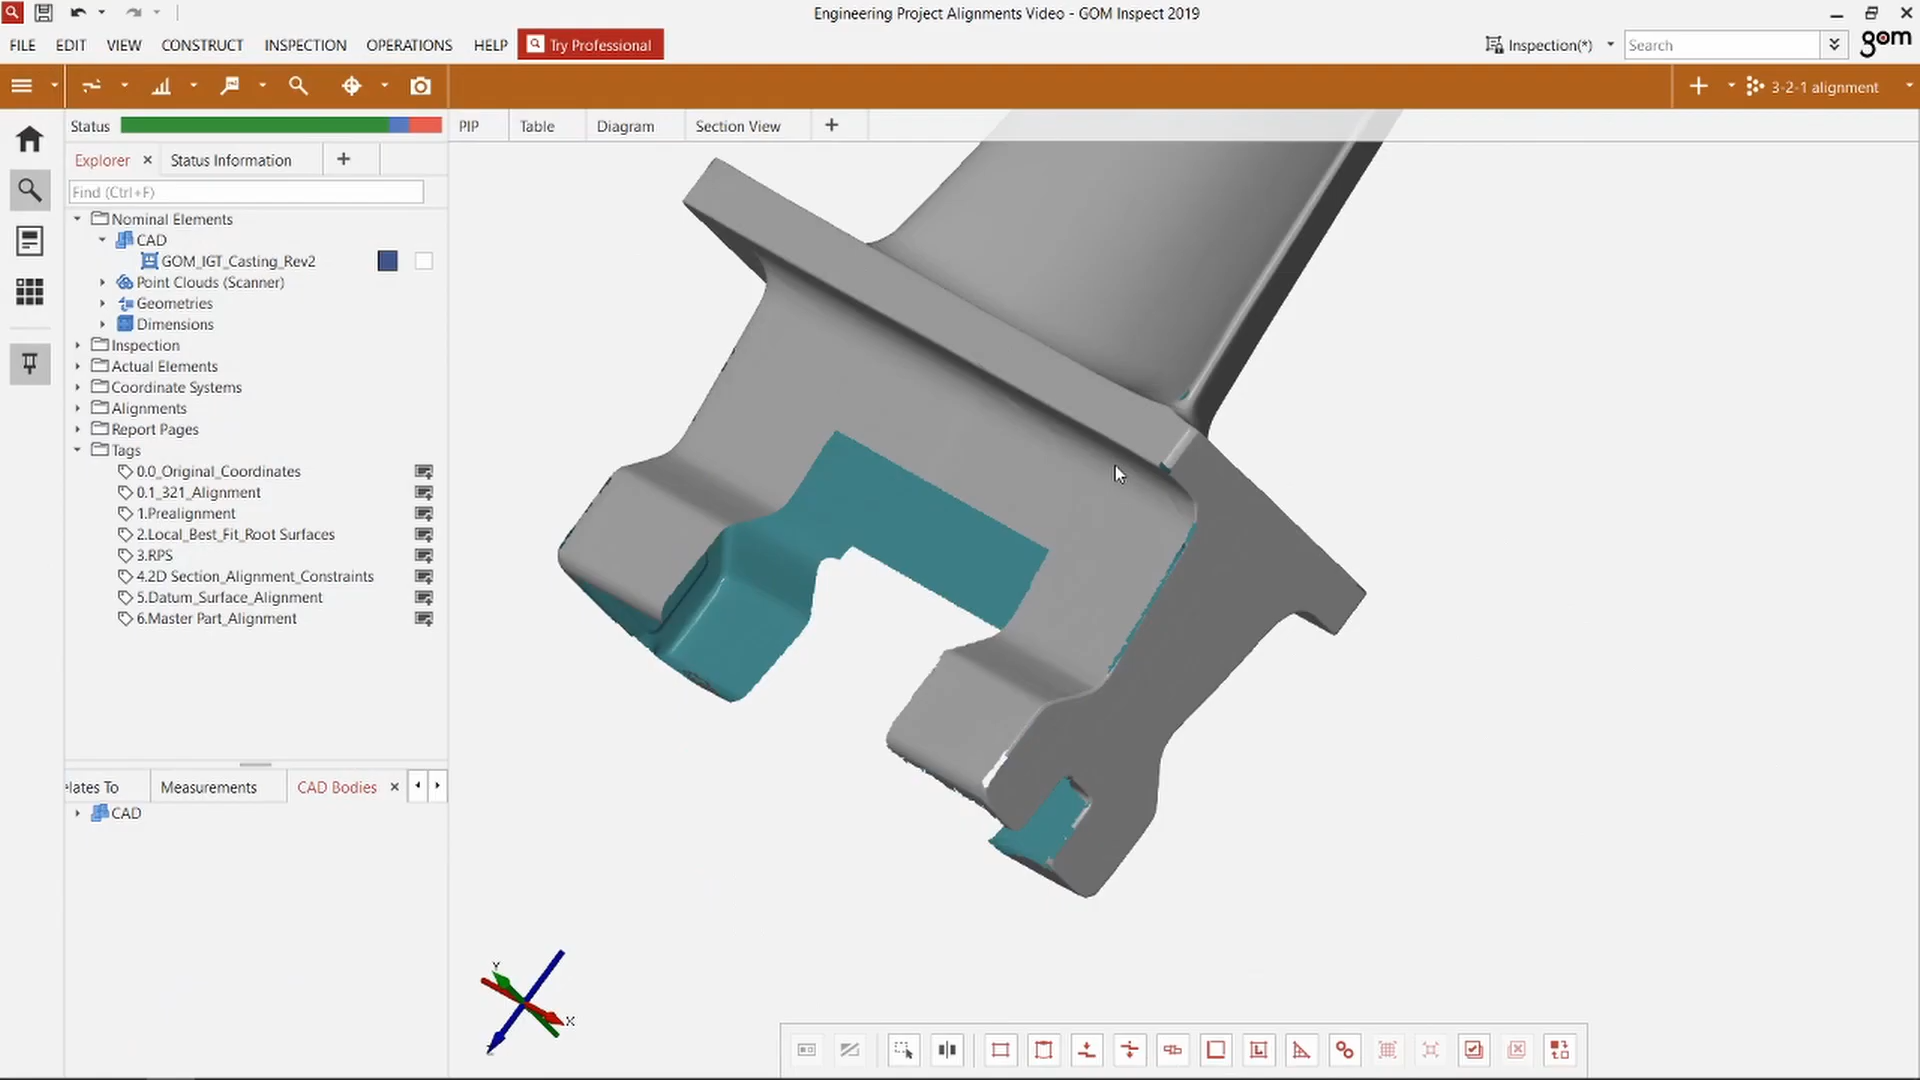 Engineering Project Alignments Video - GOM Inspect 2019
FILE EDIT VIEW CONSTRUCT INSPECTION OPERATIONS HELP Try Professional Inspection(*) Search gom
3-2-1 alignment
Status PIP Table Diagram Section View
Explorer Status Information
Find (Ctrl+F)
Nominal Elements
CAD
GOM_IGT_Casting_Rev2
Point Clouds (Scanner)
Geometries
Dimensions
Inspection
Actual Elements
Coordinate Systems
Alignments
Report Pages
Tags
0.0_Original_Coordinates
0.1_321_Alignment
1.Prealignment
2.Local_Best_Fit_Root Surfaces
3.RPS
4.2D Section_Alignment_Constraints
5.Datum_Surface_Alignment
6.Master Part_Alignment
elates To Measurements CAD Bodies
CAD
Y
X